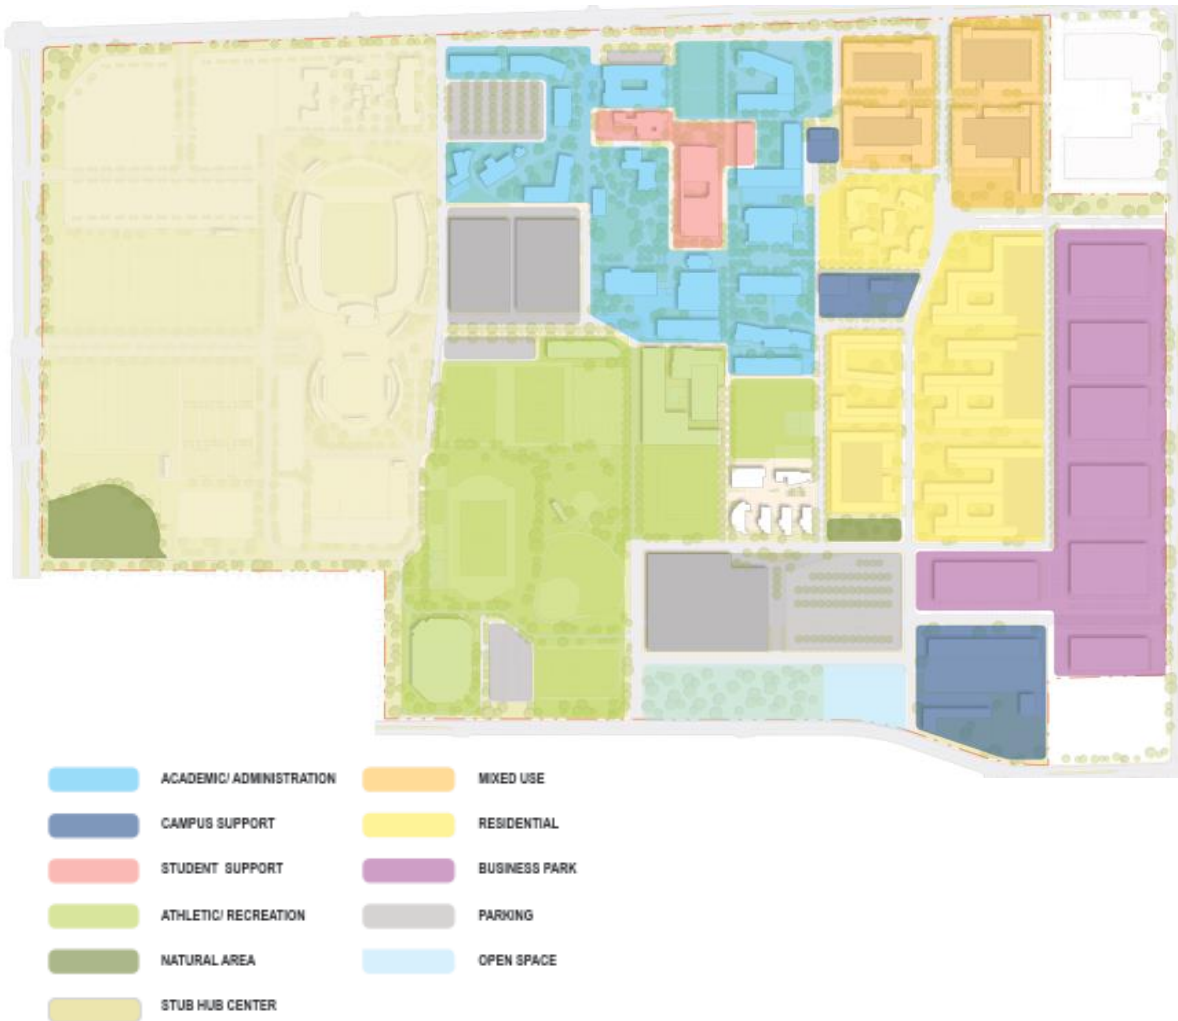 ACADEMIC/ ADMINISTRATION
CAMPUS SUPPORT
STUDENT SUPPORT
ATHLETIC/ RECREATION
NATURAL AREA
STUB HUB CENTER
MIXED USE
RESIDENTIAL
BUSINESS PARK
PARKING
OPEN SPACE